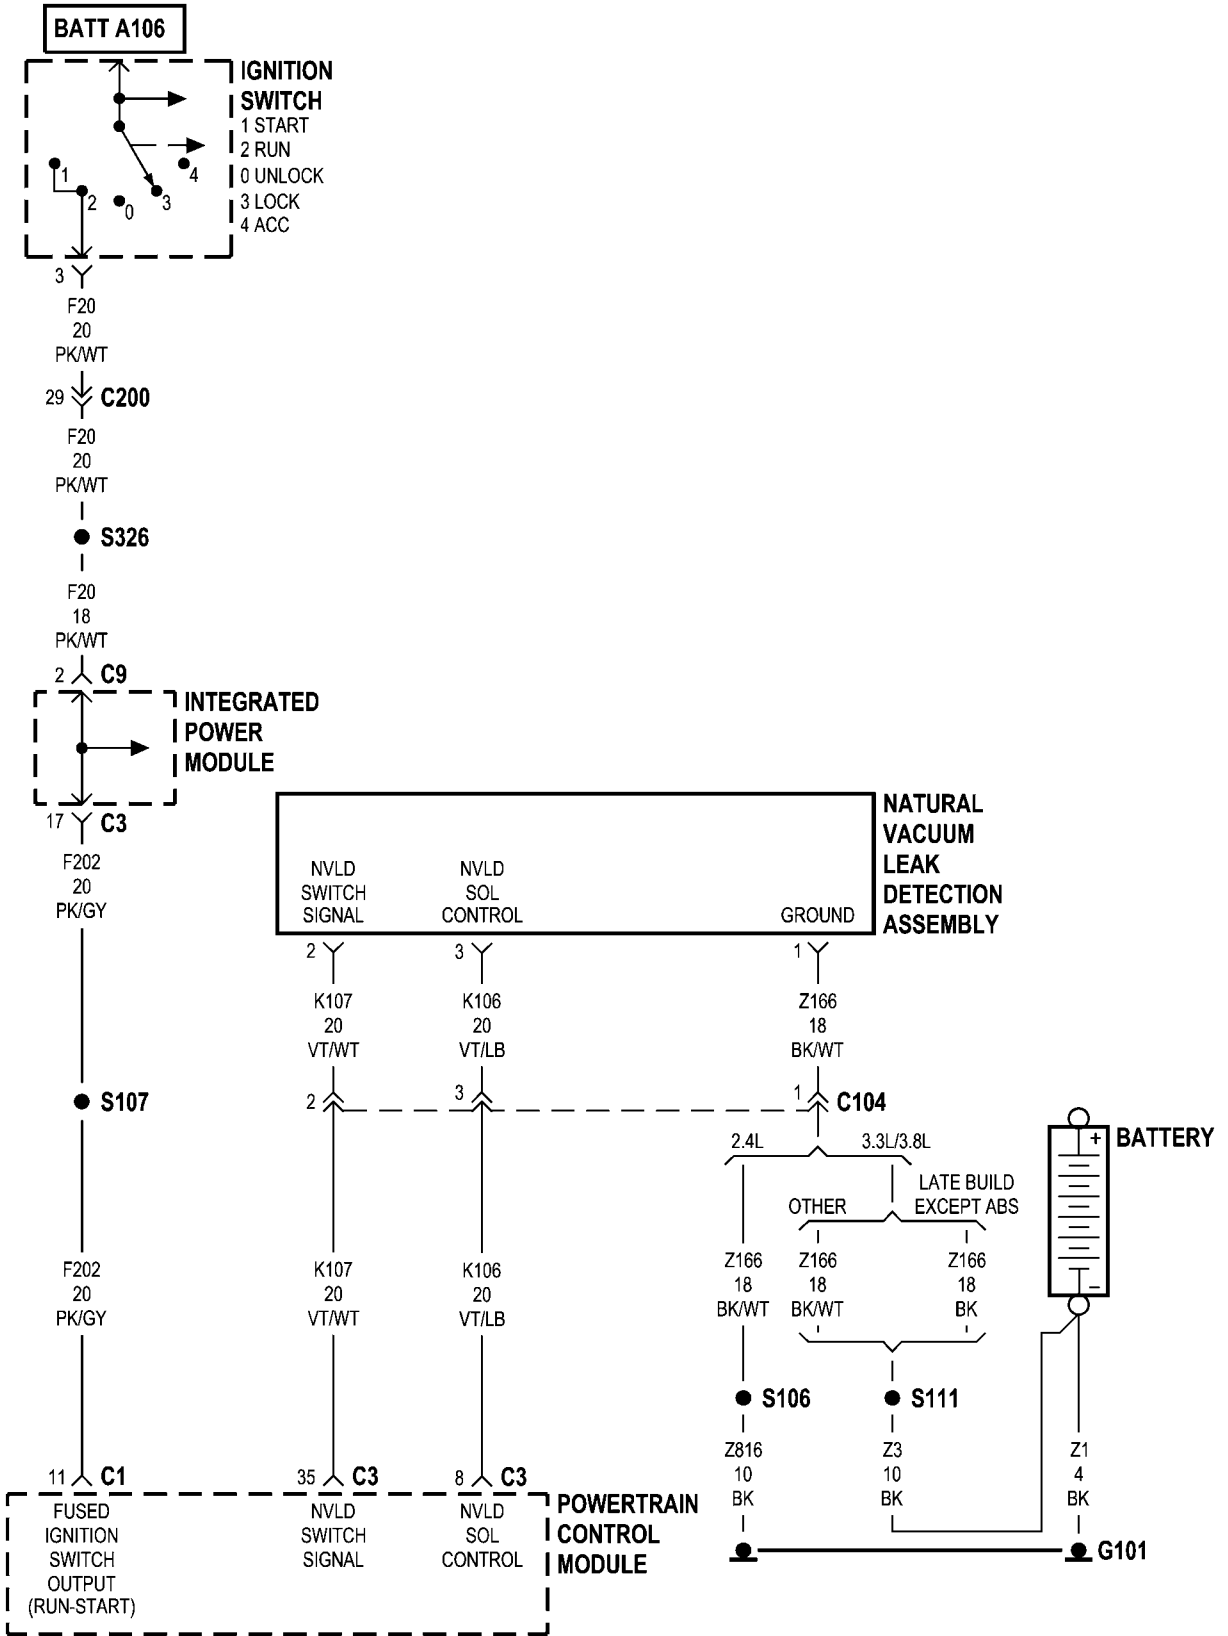 BATT A106
IGNITION
SWITCH
1 START
2 RUN
0 UNLOCK
3 LOCK
4 ACC
1
2
0
3
4
3
F20
20
PK/WT
29
C200
F20
20
PK/WT
S326
F20
18
PK/WT
2
C9
INTEGRATED
POWER
MODULE
17
C3
F202
20
PK/GY
S107
F202
20
PK/GY
11
C1
FUSED
IGNITION
SWITCH
OUTPUT
(RUN-START)
NATURAL
VACUUM
LEAK
DETECTION
ASSEMBLY
NVLD
SWITCH
SIGNAL
NVLD
SOL
CONTROL
GROUND
2
3
1
K107
20
VT/WT
K106
20
VT/LB
Z166
18
BK/WT
2
3
1
C104
2.4L
3.3L/3.8L
OTHER
LATE BUILD
EXCEPT ABS
K107
20
VT/WT
K106
20
VT/LB
Z166
18
BK/WT
Z166
18
BK/WT
Z166
18
BK
+
BATTERY
–
S106
S111
Z816
10
BK
Z3
10
BK
Z1
4
BK
G101
35
C3
8
C3
NVLD
SWITCH
SIGNAL
NVLD
SOL
CONTROL
POWERTRAIN
CONTROL
MODULE